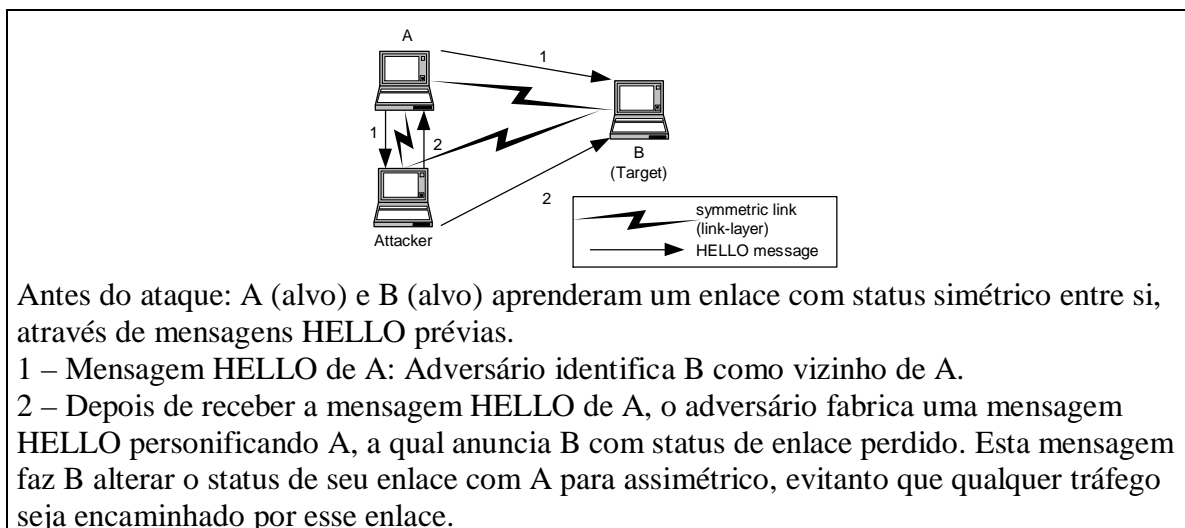 A
1
1
2
B
(Target)
2
Attacker
symmetric link
(link-layer)
HELLO message
Antes do ataque: A (alvo) e B (alvo) aprenderam um enlace com status simétrico entre si,
através de mensagens HELLO prévias.
1 – Mensagem HELLO de A: Adversário identifica B como vizinho de A.
2 – Depois de receber a mensagem HELLO de A, o adversário fabrica uma mensagem
HELLO personificando A, a qual anuncia B com status de enlace perdido. Esta mensagem
faz B alterar o status de seu enlace com A para assimétrico, evitanto que qualquer tráfego
seja encaminhado por esse enlace.